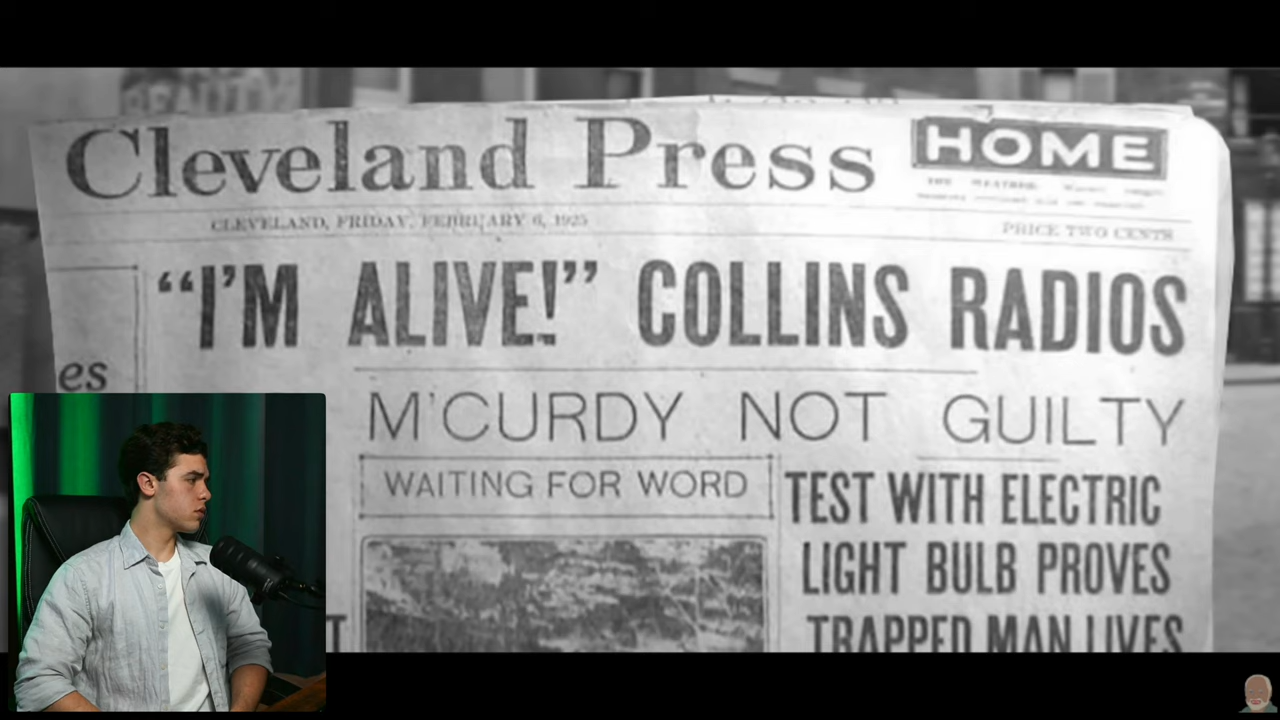 BEAUTY
Cleveland Press
HOME
CLEVELAND, FRIDAY, FEBRUARY 6, 1925
PRICE TWO CENTS
“I’M ALIVE!” COLLINS RADIOS
es
M'CURDY NOT GUILTY
WAITING FOR WORD
TEST WITH ELECTRIC
LIGHT BULB PROVES
TRAPPED MAN LIVES
T